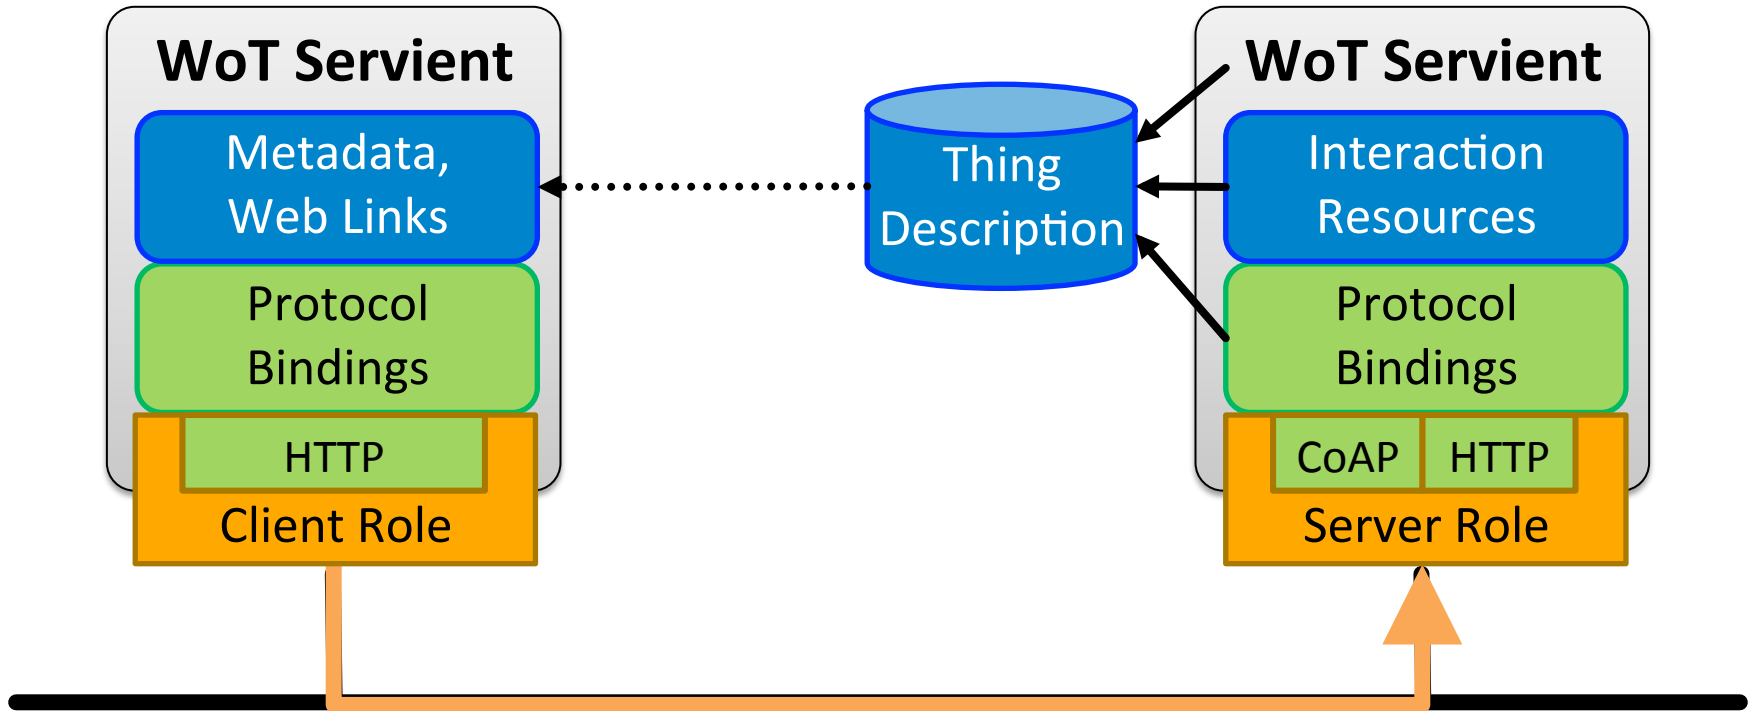 WoT Servient
Metadata,
Web Links
Protocol
Bindings
HTTP
Client Role
Thing
Description
WoT Servient
Interaction
Resources
Protocol
Bindings
CoAP HTTP
Server Role